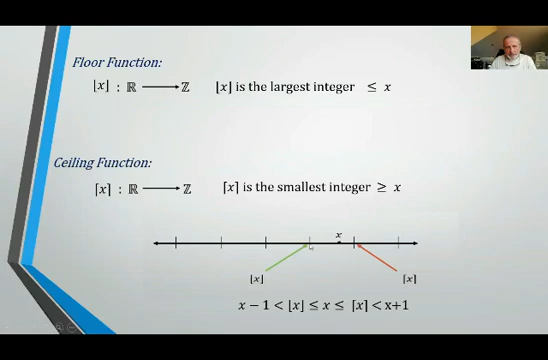 Floor Function:
⌊x⌋ : ℝ ⟶ ℤ ⌊x⌋ is the largest integer ≤ x
Ceiling Function:
⌈x⌉ : ℝ ⟶ ℤ ⌈x⌉ is the smallest integer ≥ x
x
⌊x⌋ ⌈x⌉
x − 1 < ⌊x⌋ ≤ x ≤ ⌈x⌉ < x+1